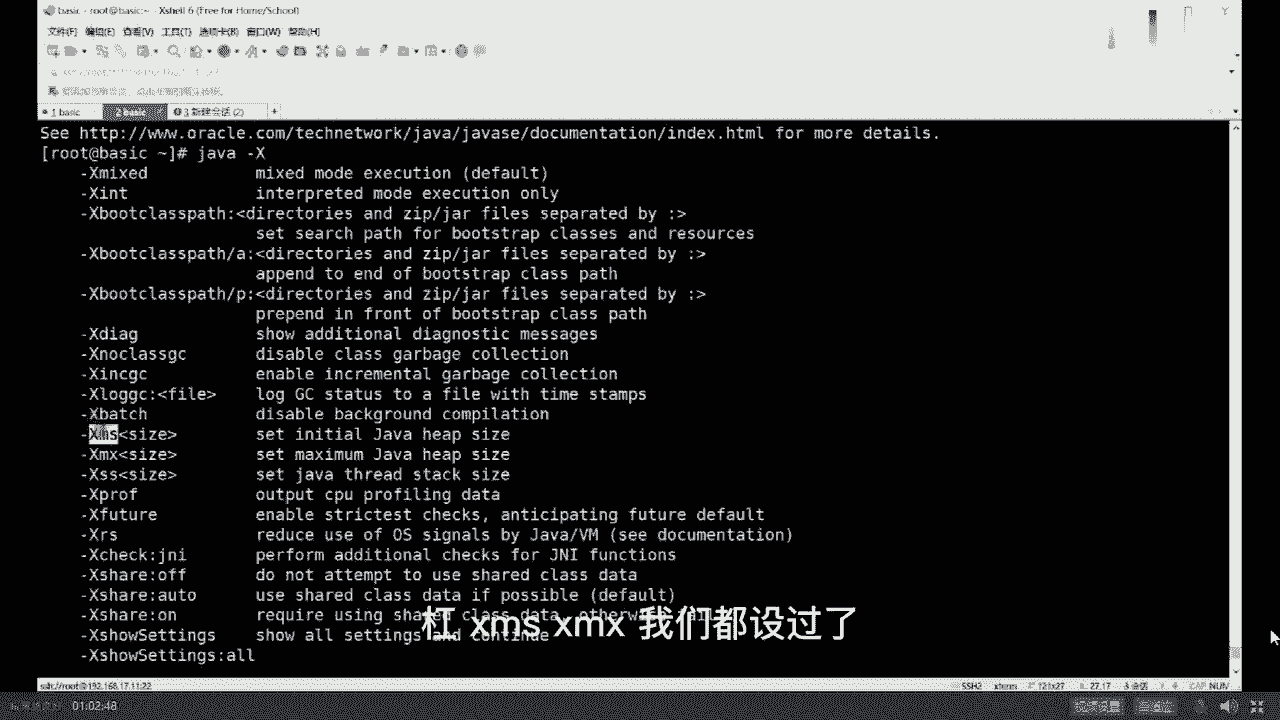 basic - root@basic:~ - Xshell 6 (Free for Home/School)
文件(F) 编辑(E) 查看(V) 工具(T) 选项卡(B) 窗口(W) 帮助(H)
1 basic 2 basic 3 新建会话 (2) +
See http://www.oracle.com/technetwork/java/javase/documentation/index.html for more details.
[root@basic ~]# java -X
-Xmixed mixed mode execution (default)
-Xint interpreted mode execution only
-Xbootclasspath:<directories and zip/jar files separated by :>
set search path for bootstrap classes and resources
-Xbootclasspath/a:<directories and zip/jar files separated by :>
append to end of bootstrap class path
-Xbootclasspath/p:<directories and zip/jar files separated by :>
prepend in front of bootstrap class path
-Xdiag show additional diagnostic messages
-Xnoclassgc disable class garbage collection
-Xincgc enable incremental garbage collection
-Xloggc:<file> log GC status to a file with time stamps
-Xbatch disable background compilation
-Xms<size> set initial Java heap size
-Xmx<size> set maximum Java heap size
-Xss<size> set java thread stack size
-Xprof output cpu profiling data
-Xfuture enable strictest checks, anticipating future default
-Xrs reduce use of OS signals by Java/VM (see documentation)
-Xcheck:jni perform additional checks for JNI functions
-Xshare:off do not attempt to use shared class data
-Xshare:auto use shared class data if possible (default)
-Xshare:on require using shared class data,
-XshowSettings show all settings and continue
杠 xms xmx 我们都设过了
-XshowSettings:all
ssh://root@192.168.17.11:22 SSH2 xterm 121x27 27,17 3 会话 CAP NUM
01:02:48